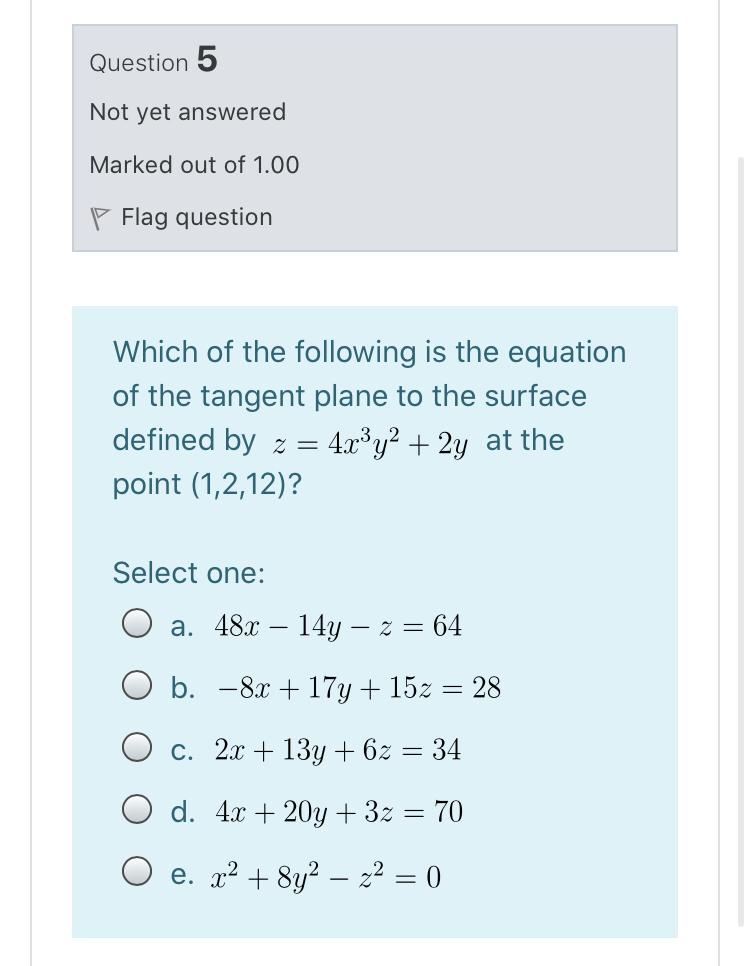 Question 5
Not yet answered
Marked out of 1.00
Flag question
Which of the following is the equation
of the tangent plane to the surface
defined by z = 4x³y² + 2y at the
point (1,2,12)?
Select one:
a. 48x − 14y − z = 64
b. −8x + 17y + 15z = 28
c. 2x + 13y + 6z = 34
d. 4x + 20y + 3z = 70
e. x² + 8y² − z² = 0